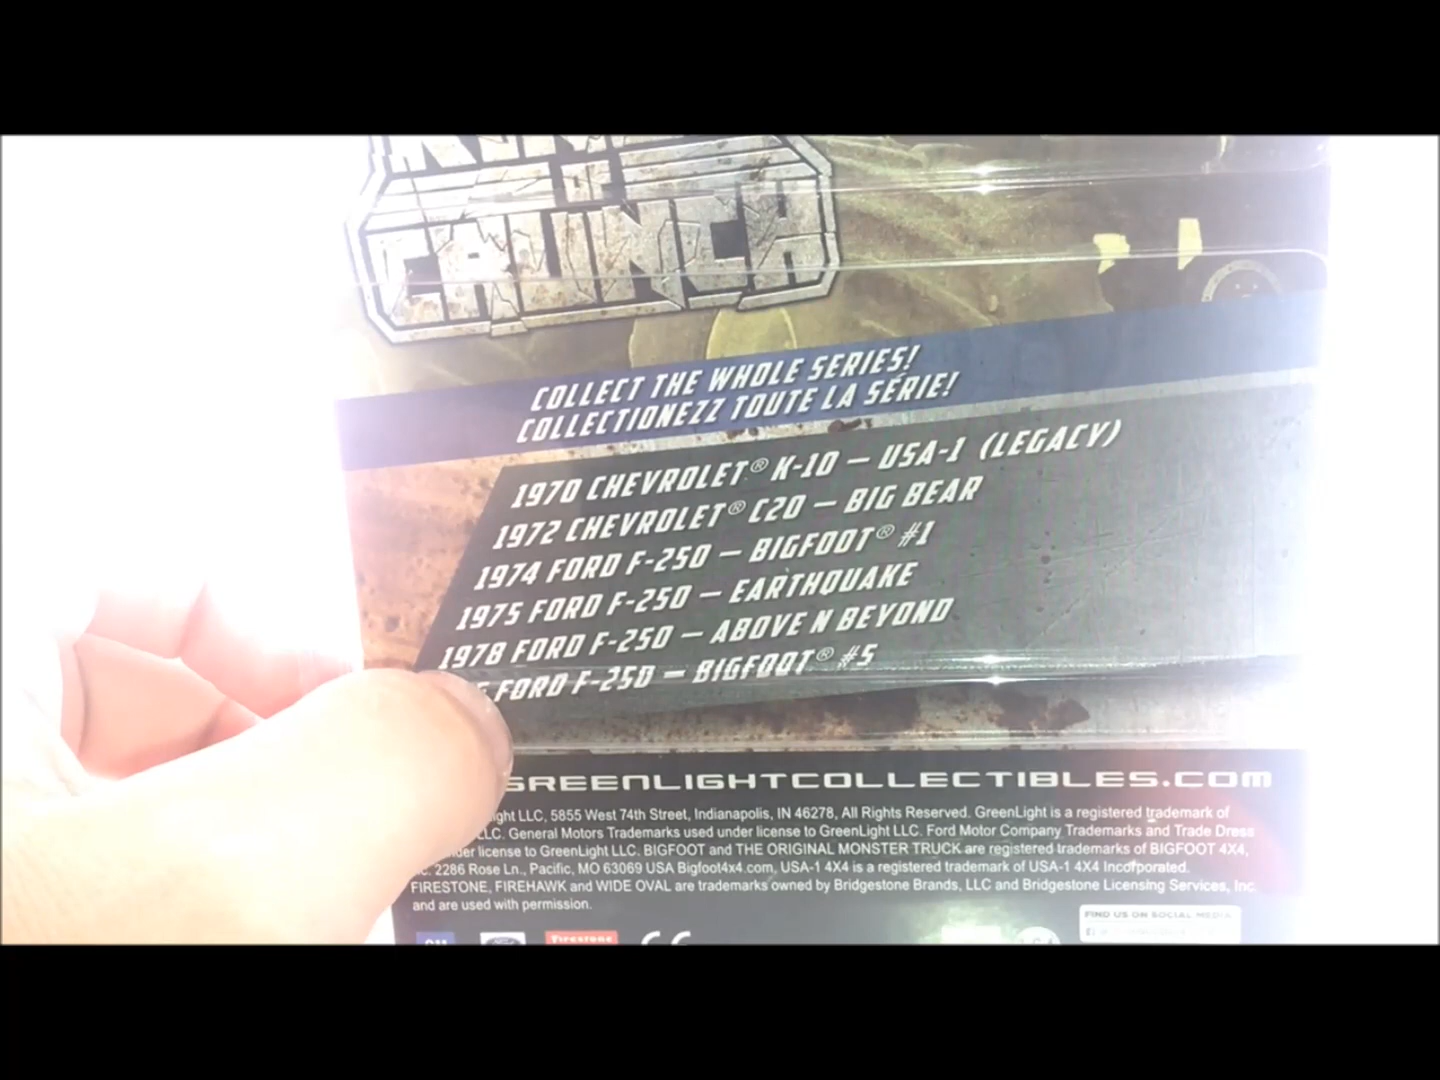 OF
CRUNCH
COLLECT THE WHOLE SERIES!
COLLECTIONEZZ TOUTE LA SÉRIE!
1970 CHEVROLET® K-10 – USA-1 (LEGACY)
1972 CHEVROLET® C20 – BIG BEAR
1974 FORD F-250 – BIGFOOT® #1
1975 FORD F-250 – EARTHQUAKE
1978 FORD F-250 – ABOVE N BEYOND
FORD F-250 – BIGFOOT® #5
GREENLIGHTCOLLECTIBLES.COM
LLC, 5855 West 74th Street, Indianapolis, IN 46278, All Rights Reserved. GreenLight is a registered trademark of
LLC. General Motors Trademarks used under license to GreenLight LLC. Ford Motor Company Trademarks and Trade Dress
license to GreenLight LLC. BIGFOOT and THE ORIGINAL MONSTER TRUCK are registered trademarks of BIGFOOT 4X4,
2286 Rose Ln., Pacific, MO 63069 USA Bigfoot4x4.com, USA-1 4X4 is a registered trademark of USA-1 4X4 Incorporated.
FIRESTONE, FIREHAWK and WIDE OVAL are trademarks owned by Bridgestone Brands, LLC and Bridgestone Licensing Services, Inc.
and are used with permission.
FIND US ON SOCIAL MEDIA
Firestone